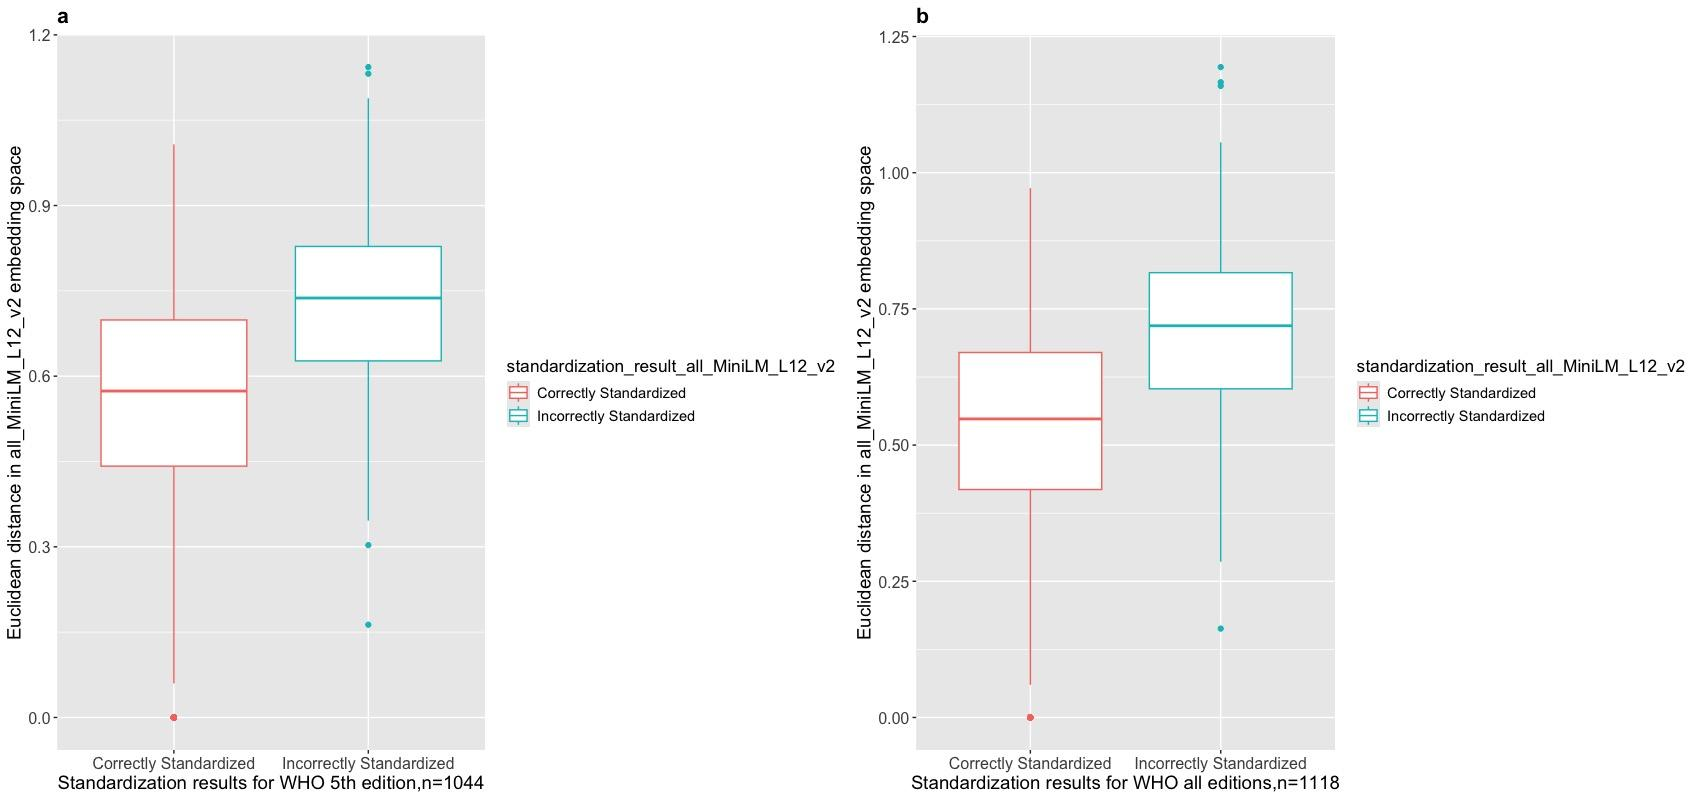 a
Euclidean distance in all_MiniLM_L12_v2 embedding space
1.2
0.9
0.6
0.3
0.0
Correctly Standardized
Incorrectly Standardized
Standardization results for WHO 5th edition,n=1044
standardization_result_all_MiniLM_L12_v2
Correctly Standardized
Incorrectly Standardized
b
Euclidean distance in all_MiniLM_L12_v2 embedding space
1.25
1.00
0.75
0.50
0.25
0.00
Correctly Standardized
Incorrectly Standardized
Standardization results for WHO all editions,n=1118
standardization_result_all_MiniLM_L12_v2
Correctly Standardized
Incorrectly Standardized